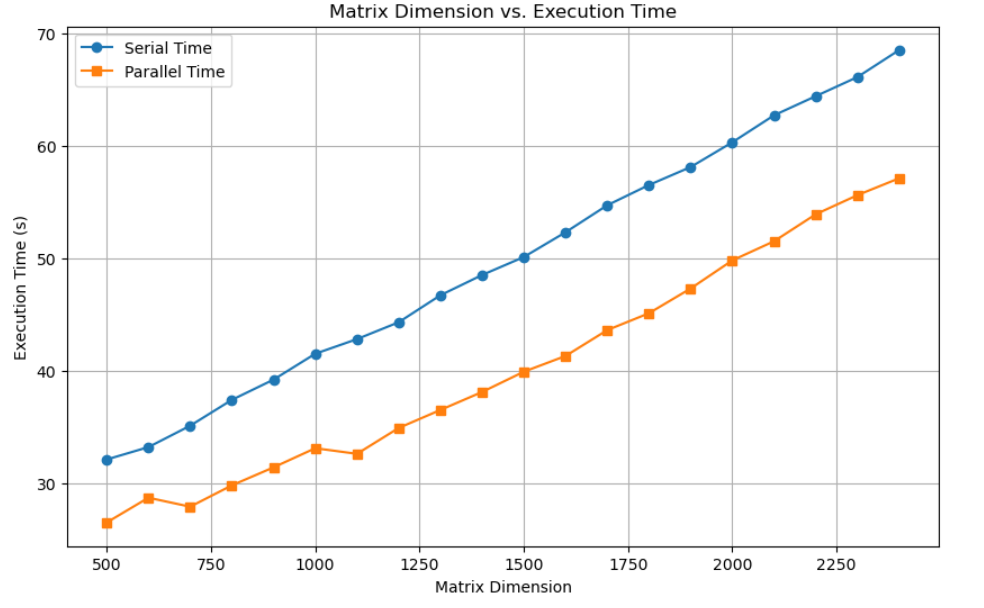 Matrix Dimension vs. Execution Time
70
60
50
40
30
Execution Time (s)
Serial Time
Parallel Time
500 750 1000 1250 1500 1750 2000 2250
Matrix Dimension